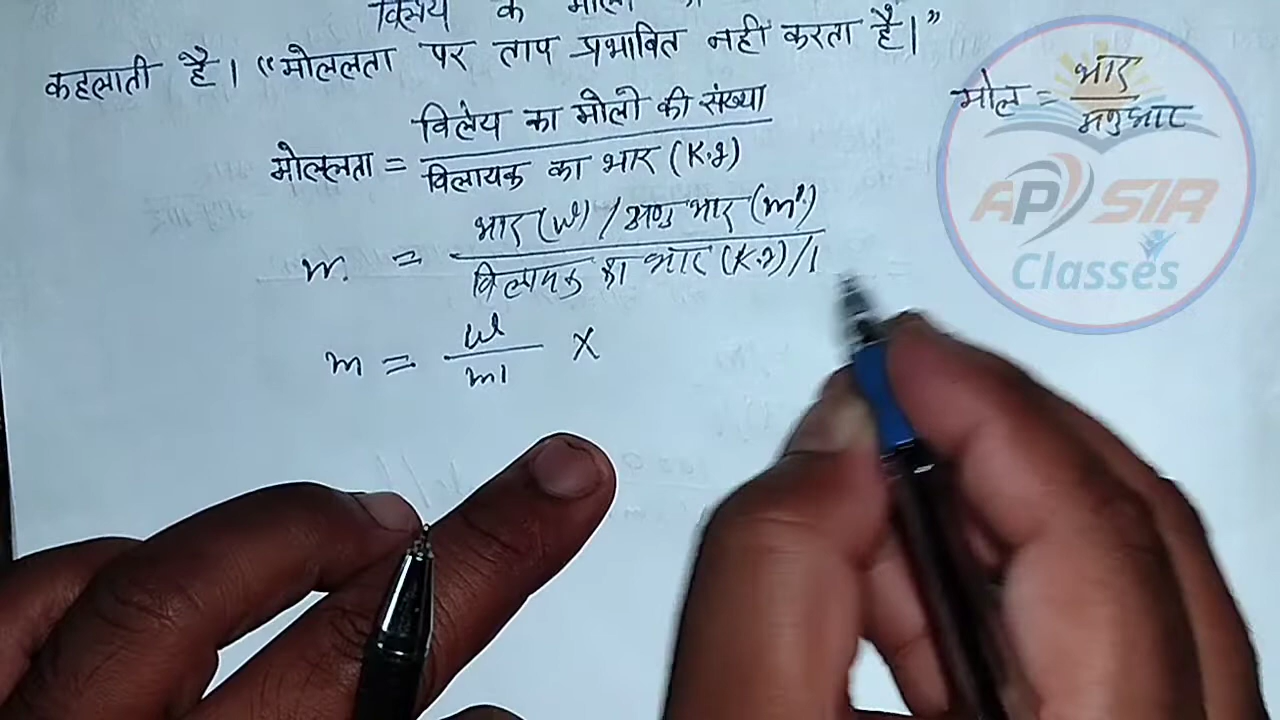 विलेय के मोलो
कहलाती है। “मोललता पर ताप प्रभावित नही करता है।”
मोललता = विलेय का मोलो की संख्या / विलायक का भार (K.g)
मोल = भार / अणुभार
m = भार (w) / अणु भार (m') / विलायक का भार (K.g) / 1
m = w / m1 ×
AP SIR
Classes